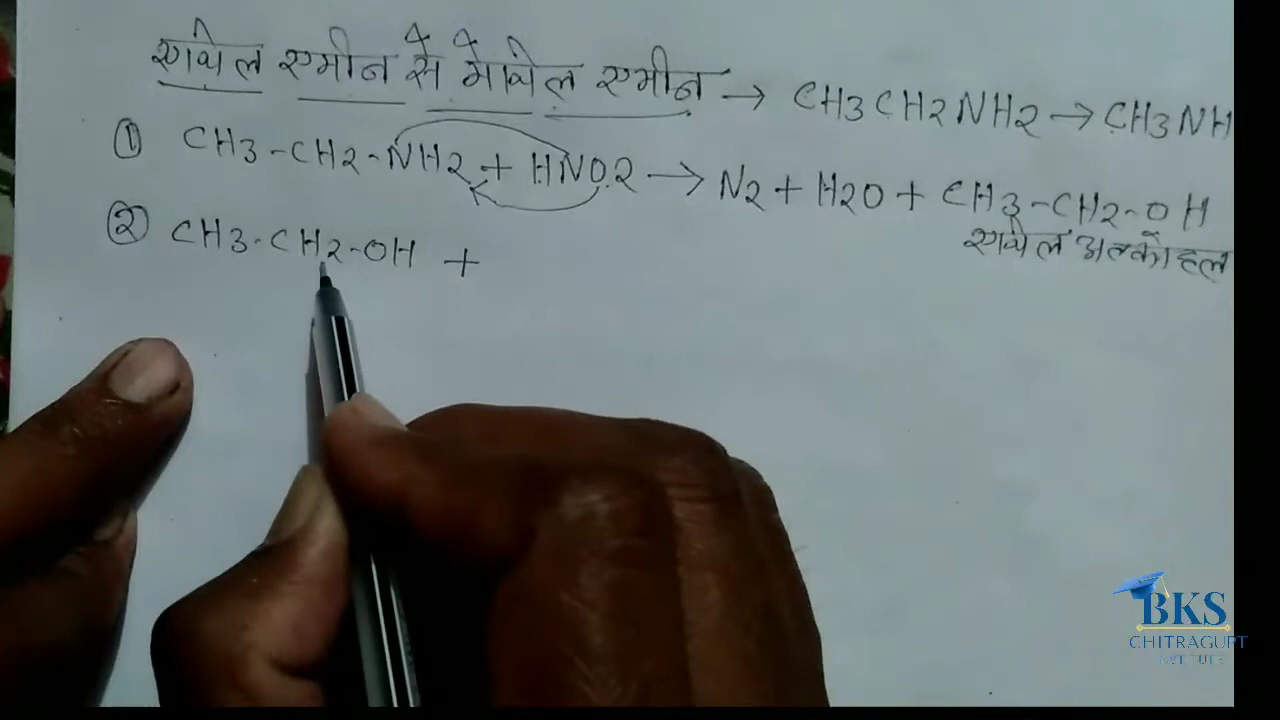 एथिल एमीन से मेथिल एमीन → CH3CH2NH2 → CH3NH
① CH3-CH2-NH2 + HNO2 → N2 + H2O + CH3-CH2-OH
एथिल अल्कोहल
② CH3-CH2-OH +
BKS
CHITRAGUPT